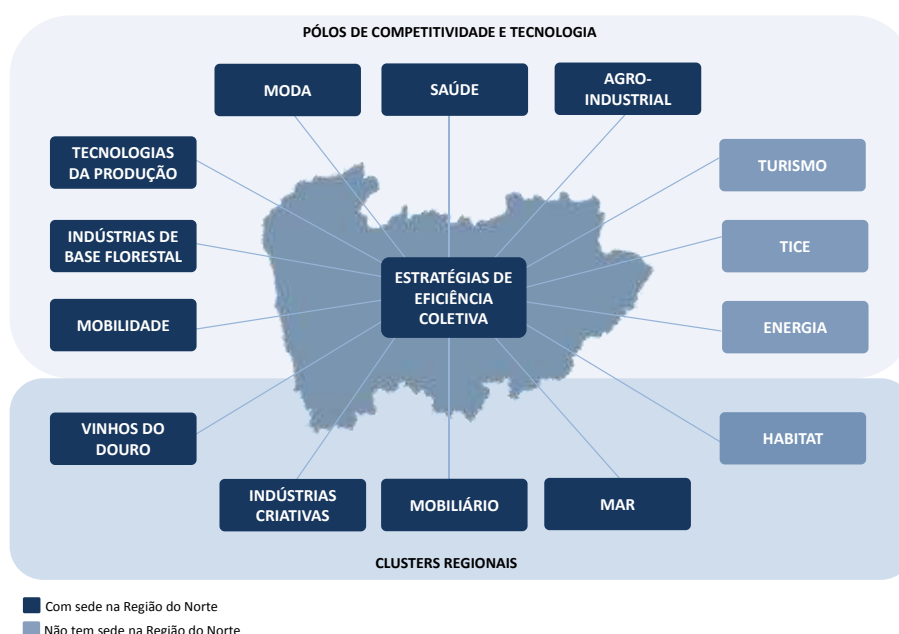 PÓLOS DE COMPETITIVIDADE E TECNOLOGIA
MODA
SAÚDE
AGRO-
INDUSTRIAL
TECNOLOGIAS
DA PRODUÇÃO
TURISMO
INDÚSTRIAS DE
BASE FLORESTAL
TICE
ESTRATÉGIAS DE
EFICIÊNCIA
COLETIVA
MOBILIDADE
ENERGIA
VINHOS DO
DOURO
HABITAT
INDÚSTRIAS
CRIATIVAS
MOBILIÁRIO
MAR
CLUSTERS REGIONAIS
Com sede na Região do Norte
Não tem sede na Região do Norte